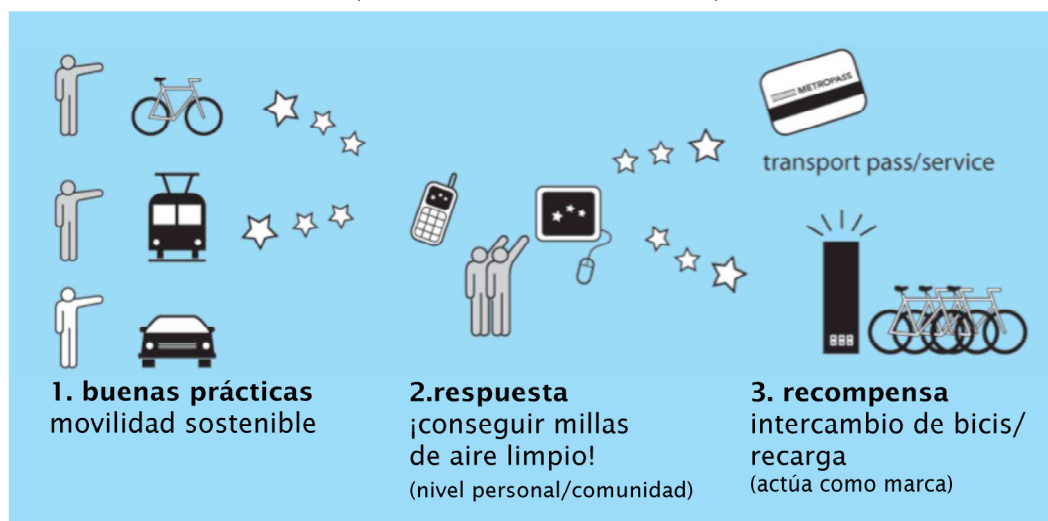 METROPASS
transport pass/service
1. buenas prácticas
movilidad sostenible
2.respuesta
¡conseguir millas
de aire limpio!
(nivel personal/comunidad)
3. recompensa
intercambio de bicis/
recarga
(actúa como marca)